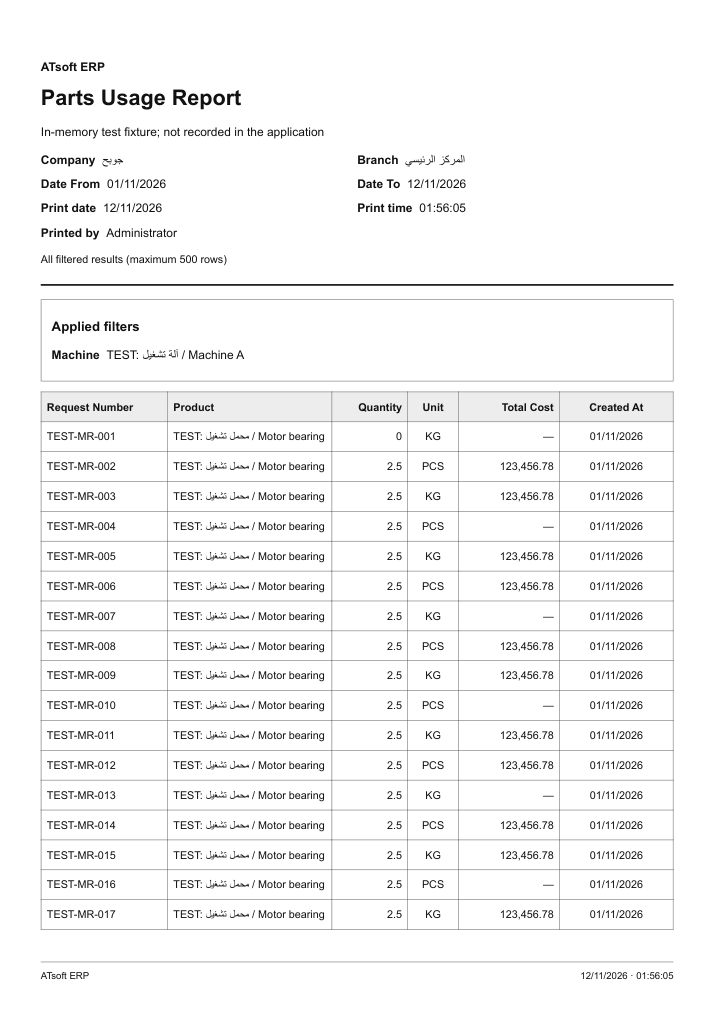 ATsoft ERP
Parts Usage Report
In-memory test fixture; not recorded in the application
Company جويح Branch المركز الرئيسي
Date From 01/11/2026 Date To 12/11/2026
Print date 12/11/2026 Print time 01:56:05
Printed by Administrator
All filtered results (maximum 500 rows)
Applied filters
Machine TEST: آلة تشغيل / Machine A
Request Number Product Quantity Unit Total Cost Created At
TEST-MR-001 TEST: محمل تشغيل / Motor bearing 0 KG — 01/11/2026
TEST-MR-002 TEST: محمل تشغيل / Motor bearing 2.5 PCS 123,456.78 01/11/2026
TEST-MR-003 TEST: محمل تشغيل / Motor bearing 2.5 KG 123,456.78 01/11/2026
TEST-MR-004 TEST: محمل تشغيل / Motor bearing 2.5 PCS — 01/11/2026
TEST-MR-005 TEST: محمل تشغيل / Motor bearing 2.5 KG 123,456.78 01/11/2026
TEST-MR-006 TEST: محمل تشغيل / Motor bearing 2.5 PCS 123,456.78 01/11/2026
TEST-MR-007 TEST: محمل تشغيل / Motor bearing 2.5 KG — 01/11/2026
TEST-MR-008 TEST: محمل تشغيل / Motor bearing 2.5 PCS 123,456.78 01/11/2026
TEST-MR-009 TEST: محمل تشغيل / Motor bearing 2.5 KG 123,456.78 01/11/2026
TEST-MR-010 TEST: محمل تشغيل / Motor bearing 2.5 PCS — 01/11/2026
TEST-MR-011 TEST: محمل تشغيل / Motor bearing 2.5 KG 123,456.78 01/11/2026
TEST-MR-012 TEST: محمل تشغيل / Motor bearing 2.5 PCS 123,456.78 01/11/2026
TEST-MR-013 TEST: محمل تشغيل / Motor bearing 2.5 KG — 01/11/2026
TEST-MR-014 TEST: محمل تشغيل / Motor bearing 2.5 PCS 123,456.78 01/11/2026
TEST-MR-015 TEST: محمل تشغيل / Motor bearing 2.5 KG 123,456.78 01/11/2026
TEST-MR-016 TEST: محمل تشغيل / Motor bearing 2.5 PCS — 01/11/2026
TEST-MR-017 TEST: محمل تشغيل / Motor bearing 2.5 KG 123,456.78 01/11/2026
ATsoft ERP 12/11/2026 · 01:56:05